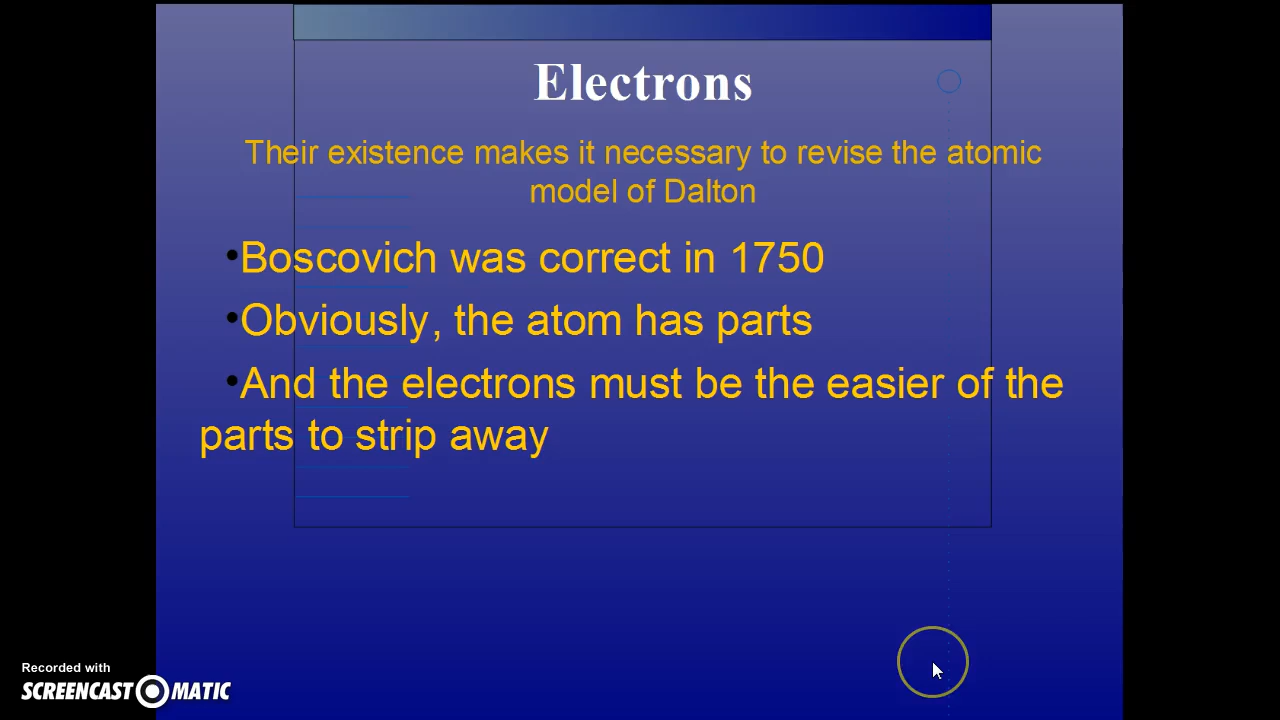 Electrons
Their existence makes it necessary to revise the atomic
model of Dalton
•Boscovich was correct in 1750
•Obviously, the atom has parts
•And the electrons must be the easier of the
parts to strip away
Recorded with
SCREENCAST MATIC